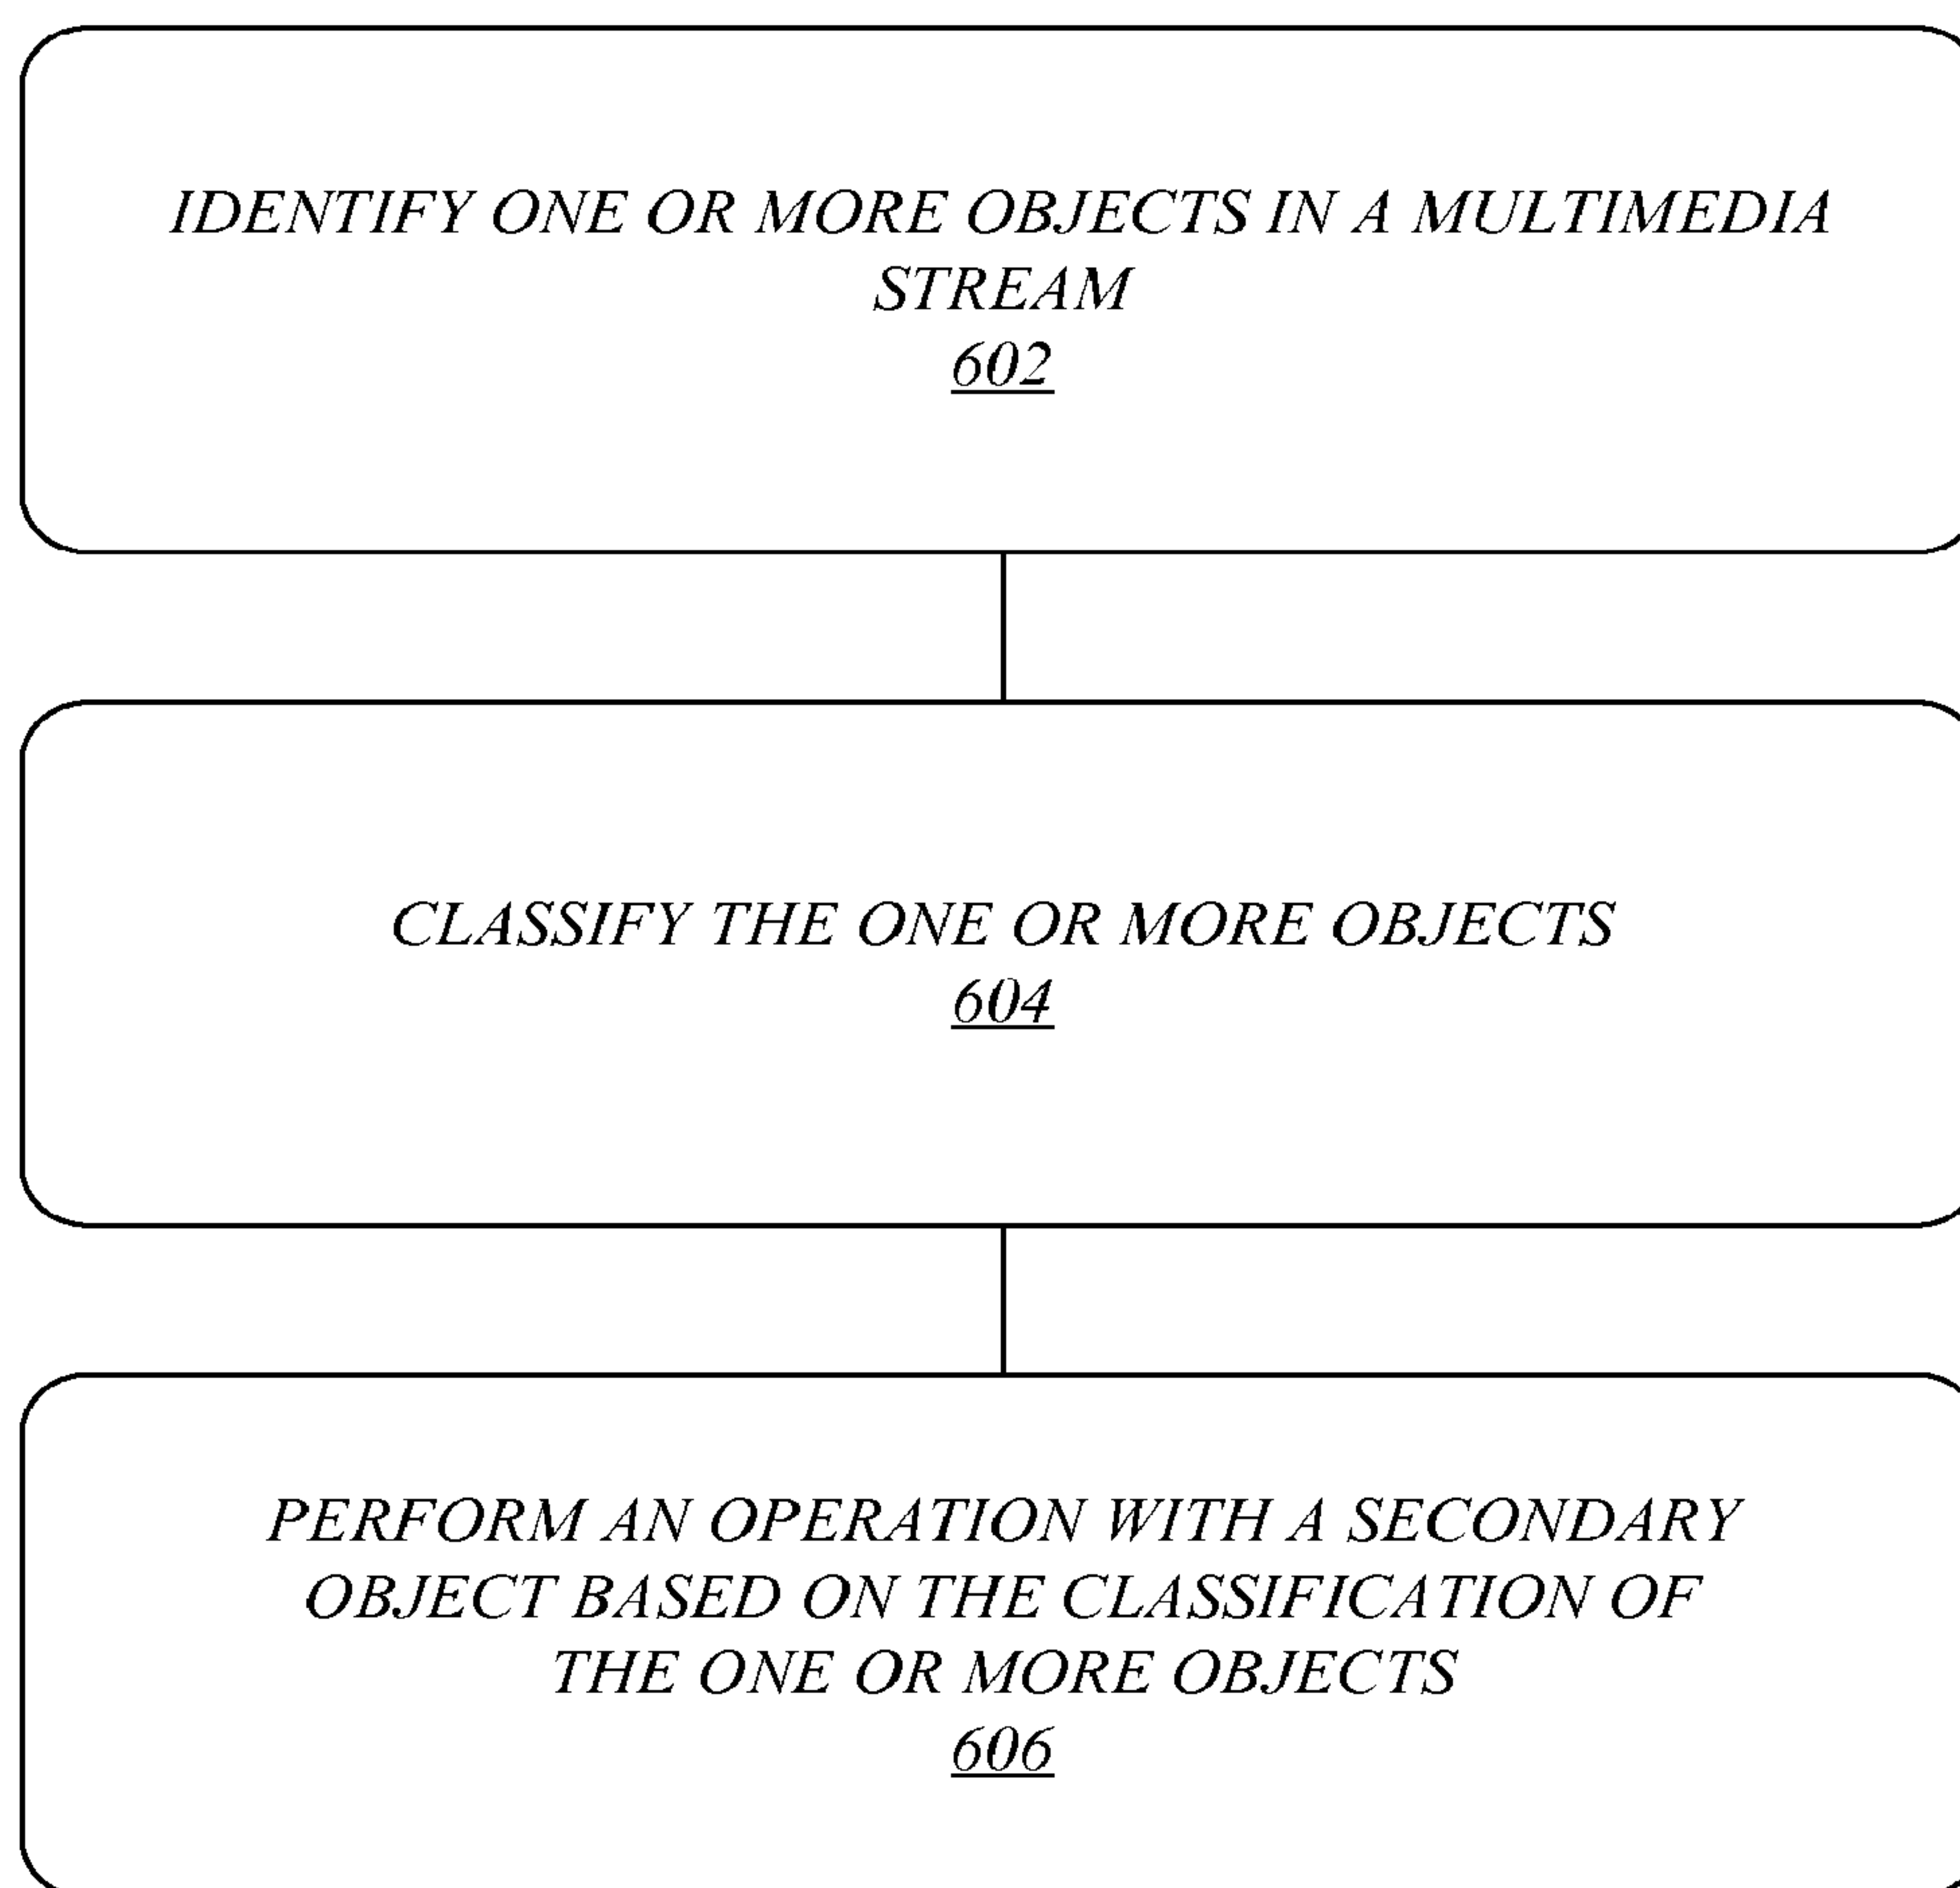 IDENTIFY ONE OR MORE OBJECTS IN A MULTIMEDIA
STREAM
602
CLASSIFY THE ONE OR MORE OBJECTS
604
PERFORM AN OPERATION WITH A SECONDARY
OBJECT BASED ON THE CLASSIFICATION OF
THE ONE OR MORE OBJECTS
606